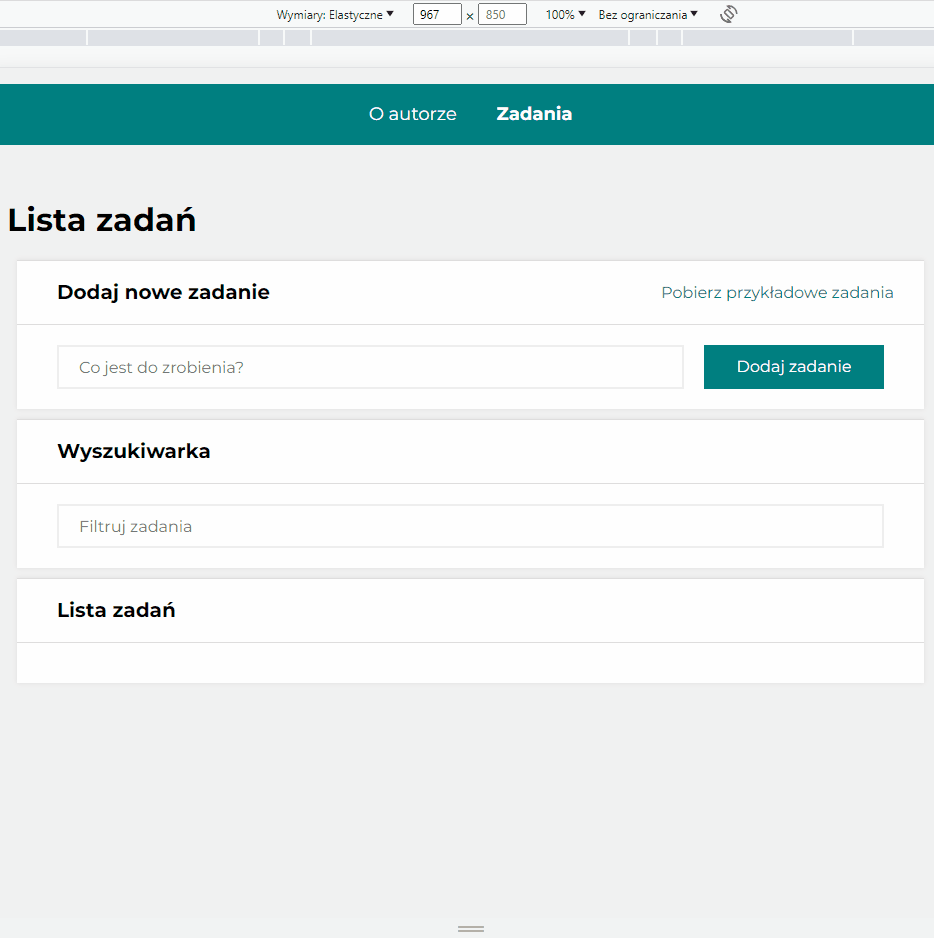 Wymiary: Elastyczne ▼ 967 × 850 100% ▼ Bez ograniczania ▼
O autorze Zadania
Lista zadań
Dodaj nowe zadanie Pobierz przykładowe zadania
Co jest do zrobienia? Dodaj zadanie
Wyszukiwarka
Filtruj zadania
Lista zadań